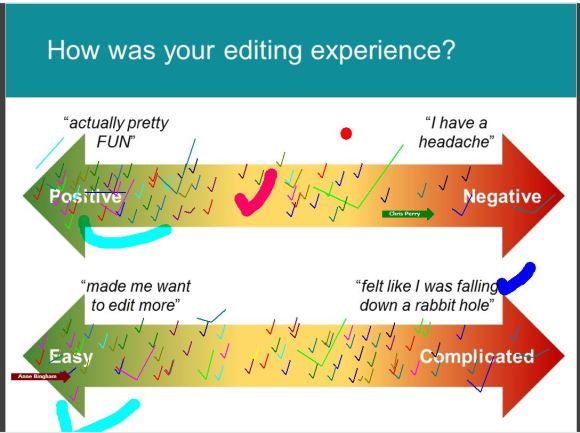 How was your editing experience?
"actually pretty
FUN"
"I have a
headache"
Positive
Negative
Chris Perry
"made me want
to edit more"
"felt like I was falling
down a rabbit hole"
Easy
Complicated
Anne Bingham